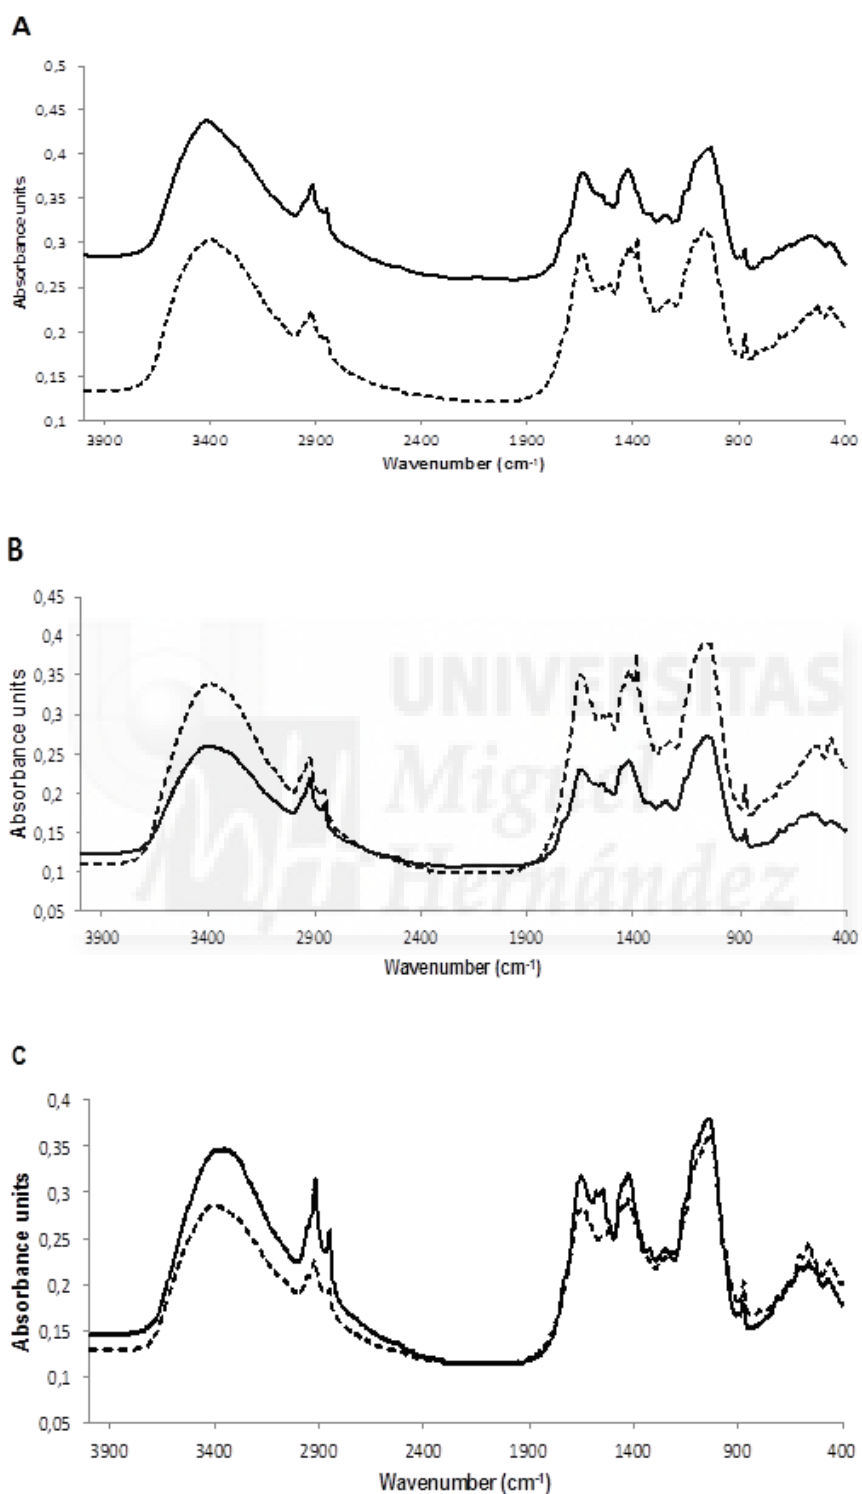 A
0,5
0,45
0,4
0,35
0,3
0,25
0,2
0,15
0,1
Absorbance units
3900 3400 2900 2400 1900 1400 900 400
Wavenumber (cm-1)
B
0,45
0,4
0,35
0,3
0,25
0,2
0,15
0,1
0,05
Absorbance units
UNIVERSITAS
Miguel
Hernández
3900 3400 2900 2400 1900 1400 900 400
Wavenumber (cm-1)
C
0,4
0,35
0,3
0,25
0,2
0,15
0,1
0,05
Absorbance units
3900 3400 2900 2400 1900 1400 900 400
Wavenumber (cm-1)